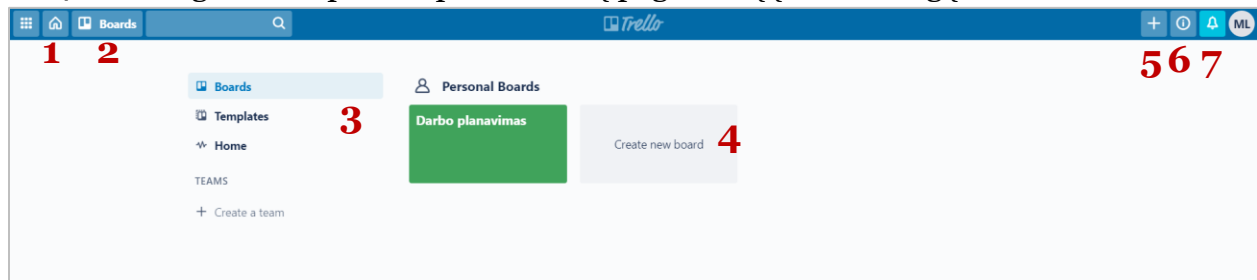 Boards
Trello
ML
1 2 5 6 7
Boards
Personal Boards
Templates
3
Darbo planavimas
Create new board
4
Home
TEAMS
+ Create a team